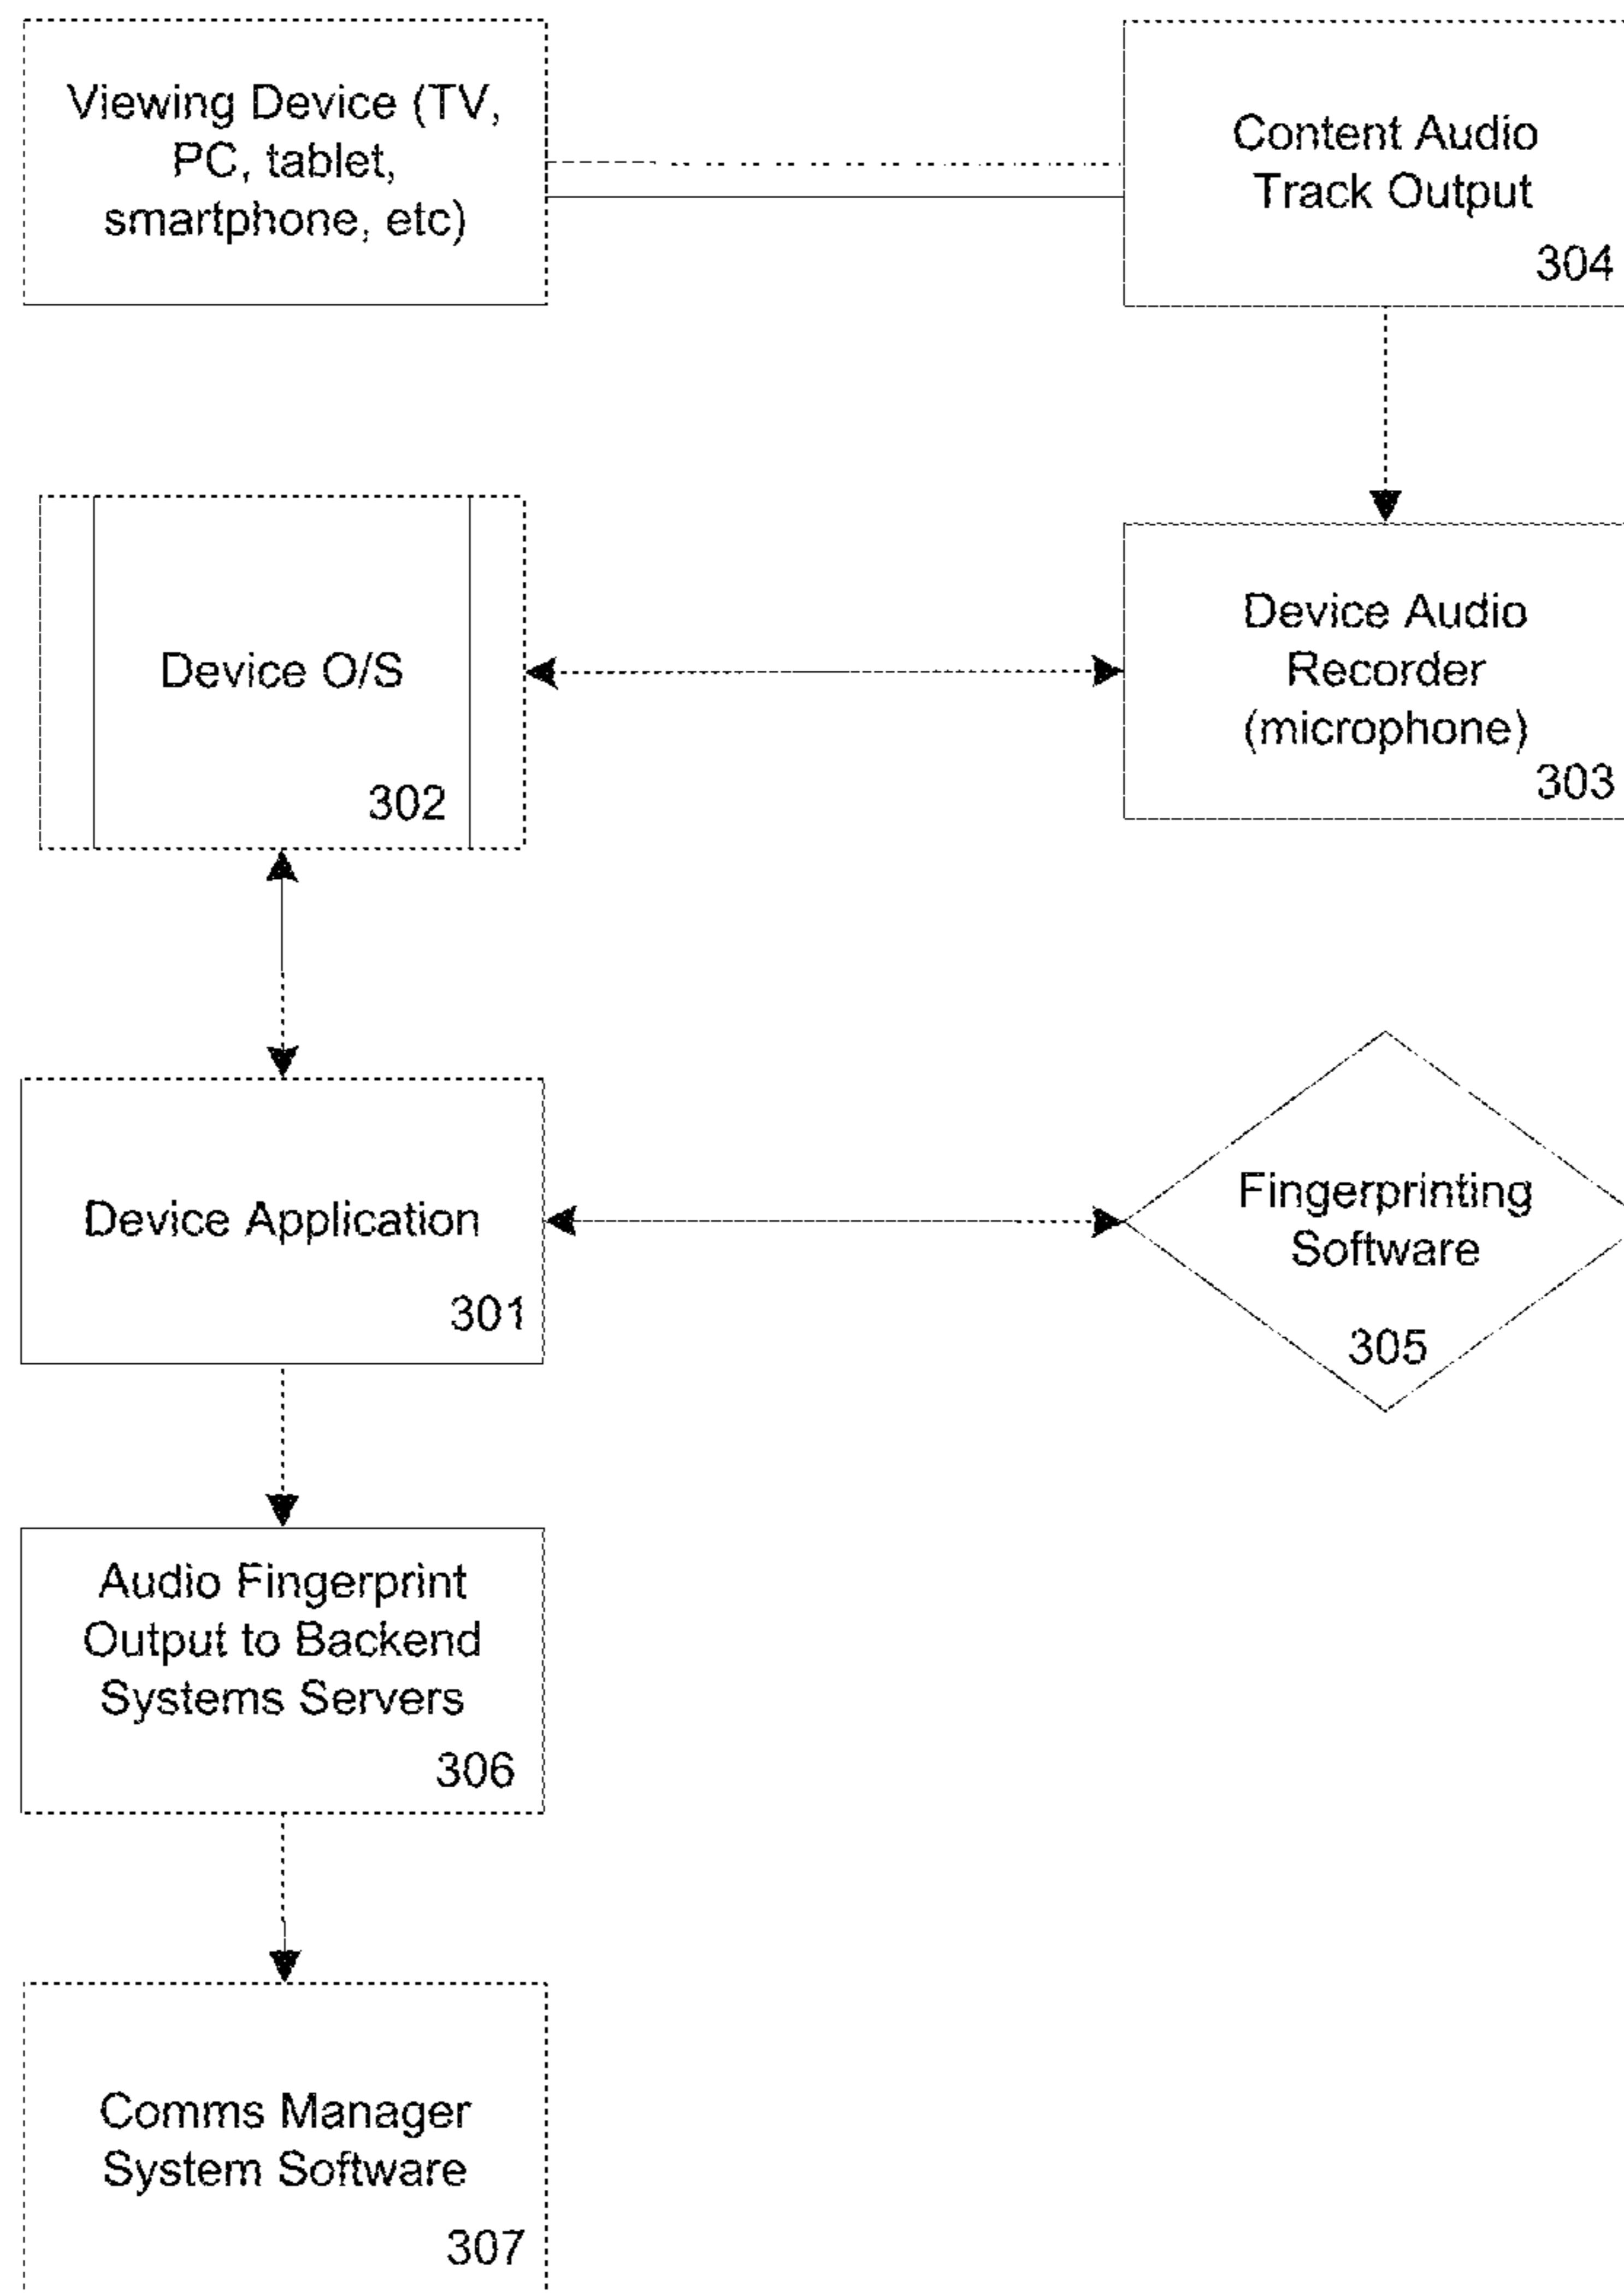 Viewing Device (TV,
PC, tablet,
smartphone, etc)
Content Audio
Track Output
304
Device O/S
302
Device Audio
Recorder
(microphone)
303
Device Application
301
Fingerprinting
Software
305
Audio Fingerprint
Output to Backend
Systems Servers
306
Comms Manager
System Software
307